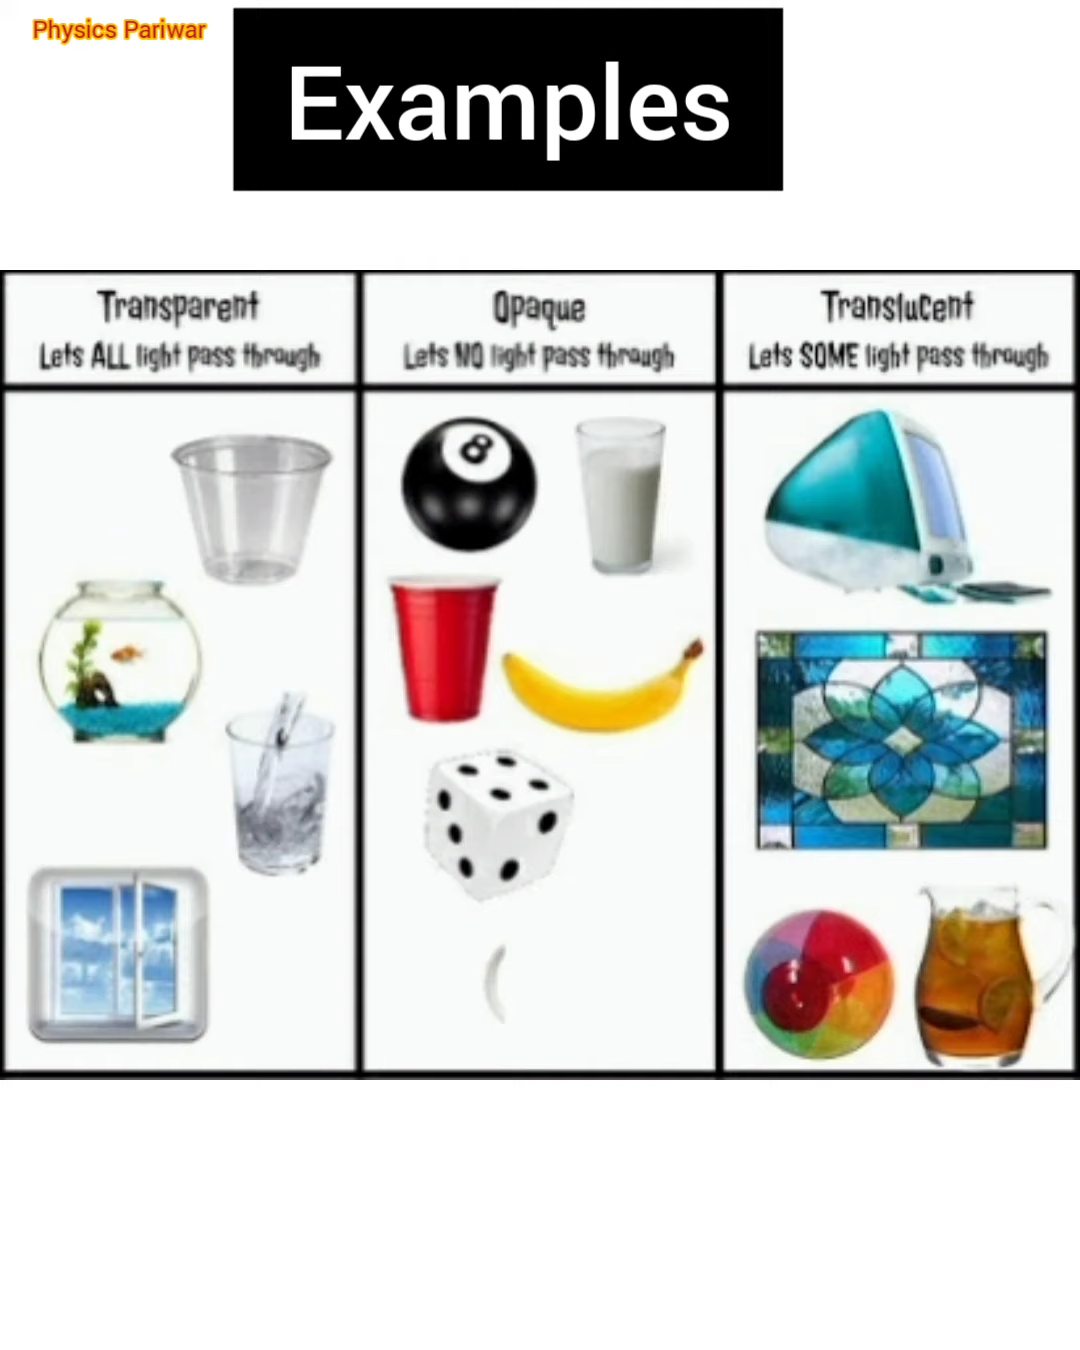 Physics Pariwar
Examples
Transparent
Lets ALL light pass through
Opaque
Lets NO light pass through
Translucent
Lets SOME light pass through
8